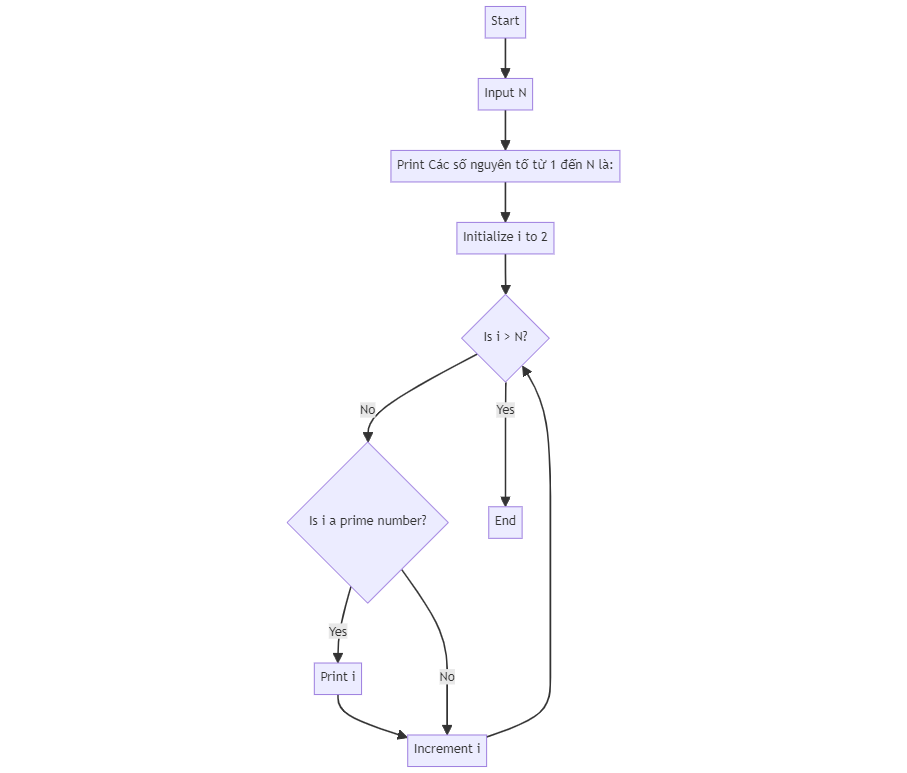 Start
Input N
Print Các số nguyên tố từ 1 đến N là:
Initialize i to 2
Is i > N?
No
Yes
Is i a prime number?
End
Yes
Print i
No
Increment i